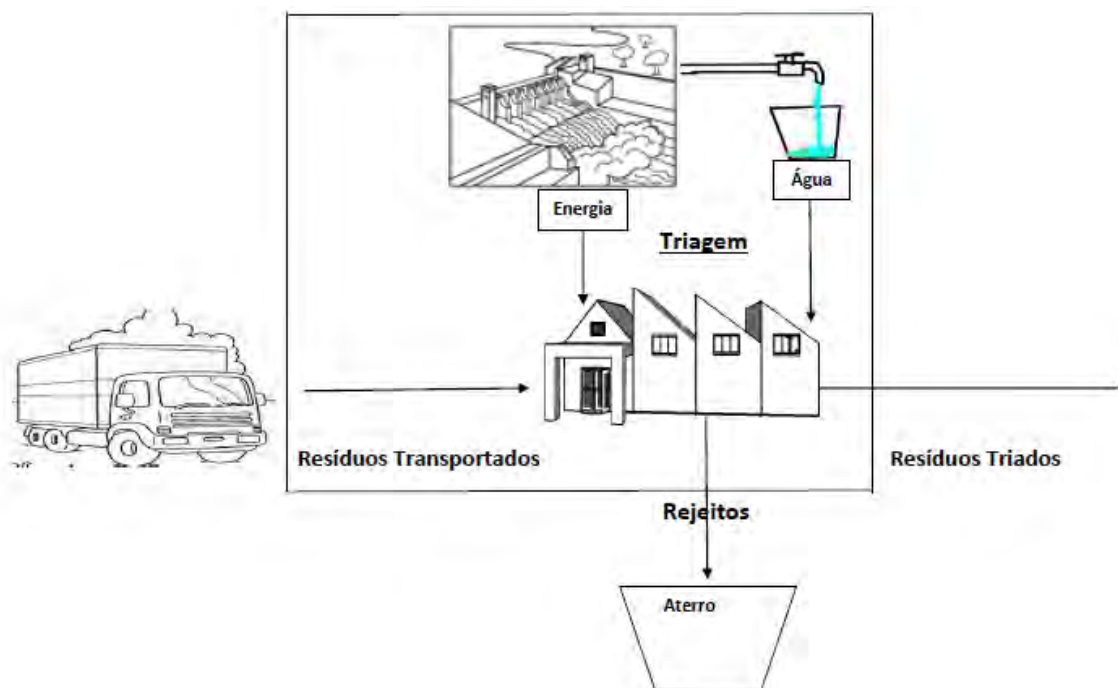 Energia
Água
Triagem
Resíduos Transportados
Resíduos Triados
Rejeitos
Aterro